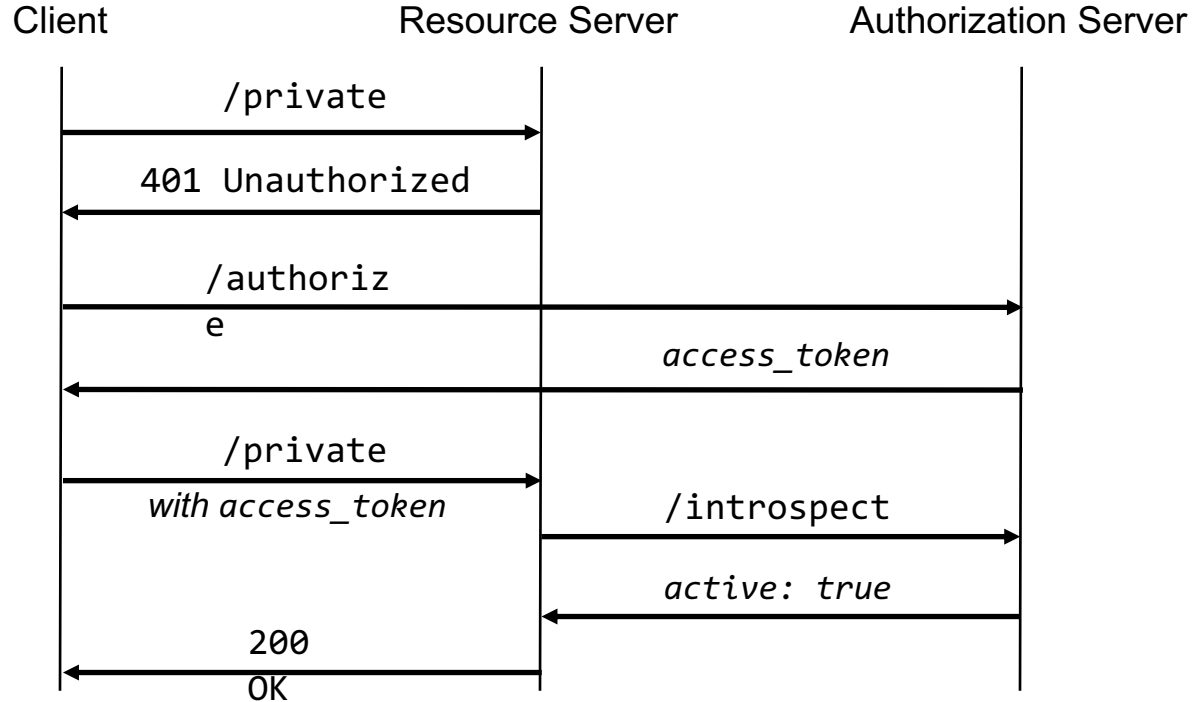 Client
Resource Server
Authorization Server
/private
401 Unauthorized
/authoriz
e
access_token
/private
with access_token
/introspect
active: true
200
OK